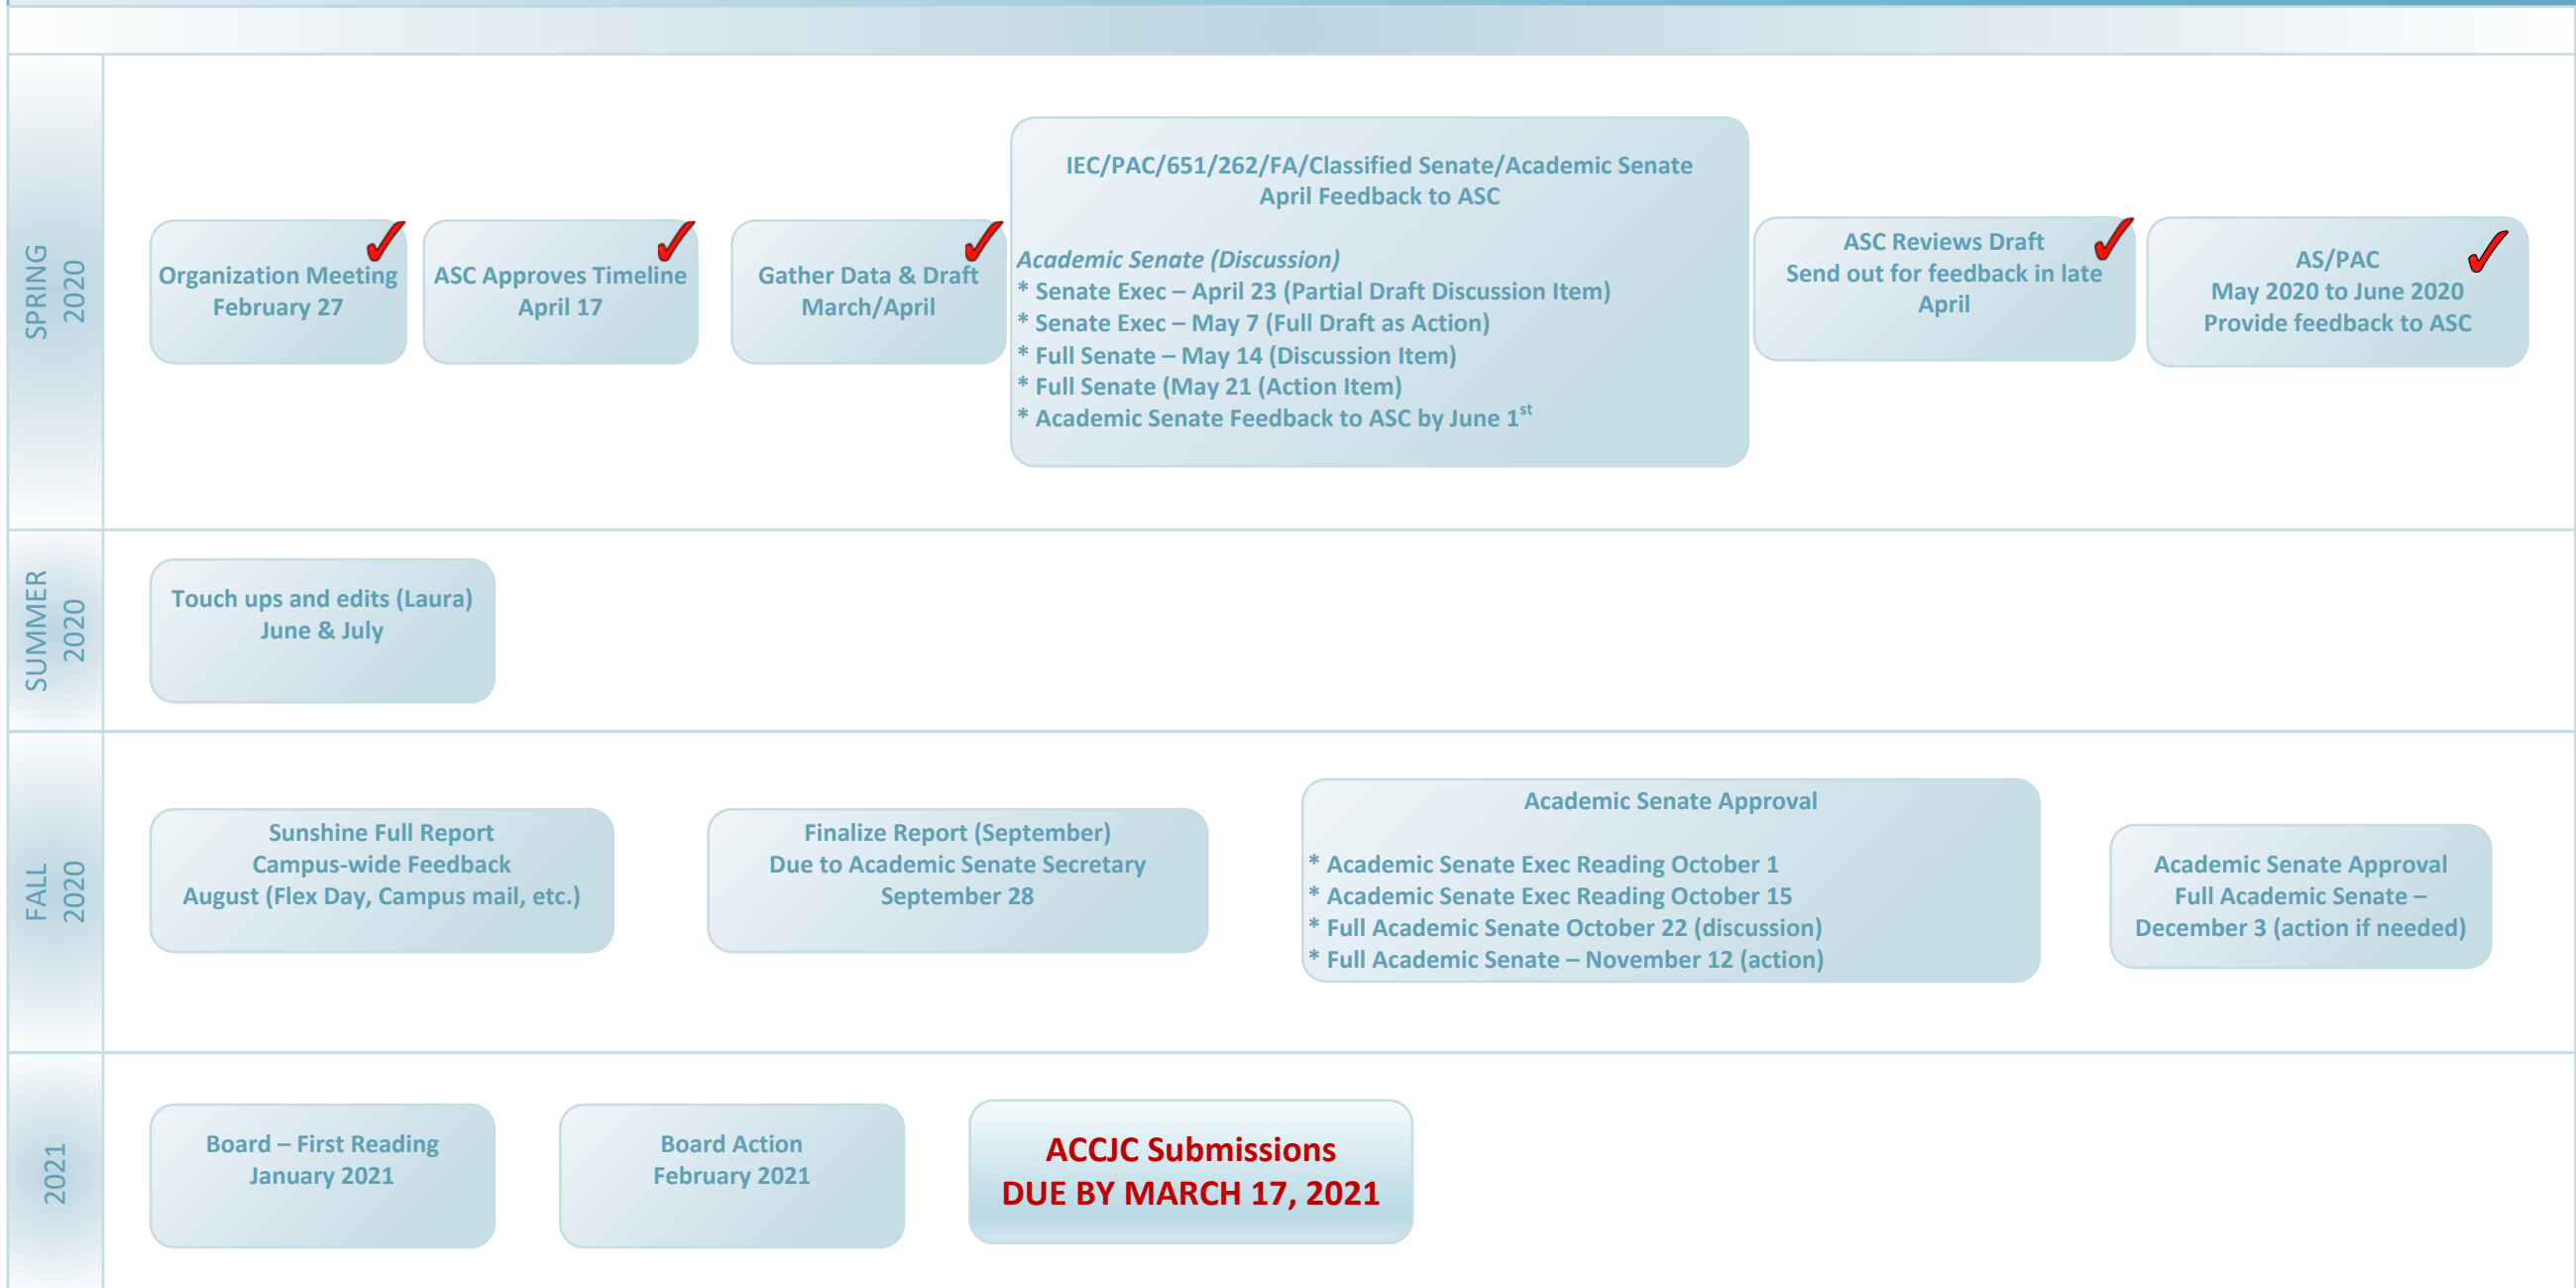 SPRING
2020
Organization Meeting
February 27
ASC Approves Timeline
April 17
Gather Data & Draft
March/April
IEC/PAC/651/262/FA/Classified Senate/Academic Senate
April Feedback to ASC
Academic Senate (Discussion)
* Senate Exec – April 23 (Partial Draft Discussion Item)
* Senate Exec – May 7 (Full Draft as Action)
* Full Senate – May 14 (Discussion Item)
* Full Senate (May 21 (Action Item)
* Academic Senate Feedback to ASC by June 1st
ASC Reviews Draft
Send out for feedback in late
April
AS/PAC
May 2020 to June 2020
Provide feedback to ASC
SUMMER
2020
Touch ups and edits (Laura)
June & July
FALL
2020
Sunshine Full Report
Campus-wide Feedback
August (Flex Day, Campus mail, etc.)
Finalize Report (September)
Due to Academic Senate Secretary
September 28
Academic Senate Approval
* Academic Senate Exec Reading October 1
* Academic Senate Exec Reading October 15
* Full Academic Senate October 22 (discussion)
* Full Academic Senate – November 12 (action)
Academic Senate Approval
Full Academic Senate –
December 3 (action if needed)
2021
Board – First Reading
January 2021
Board Action
February 2021
ACCJC Submissions
DUE BY MARCH 17, 2021